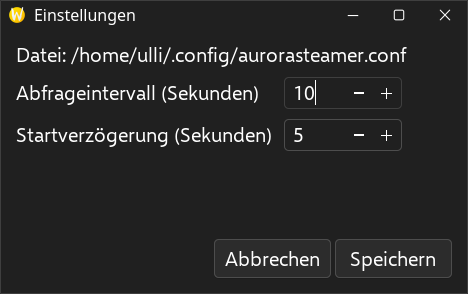 Einstellungen
Datei: /home/ulli/.config/aurorasteamer.conf
Abfrageintervall (Sekunden) 10 − +
Startverzögerung (Sekunden) 5 − +
Abbrechen Speichern